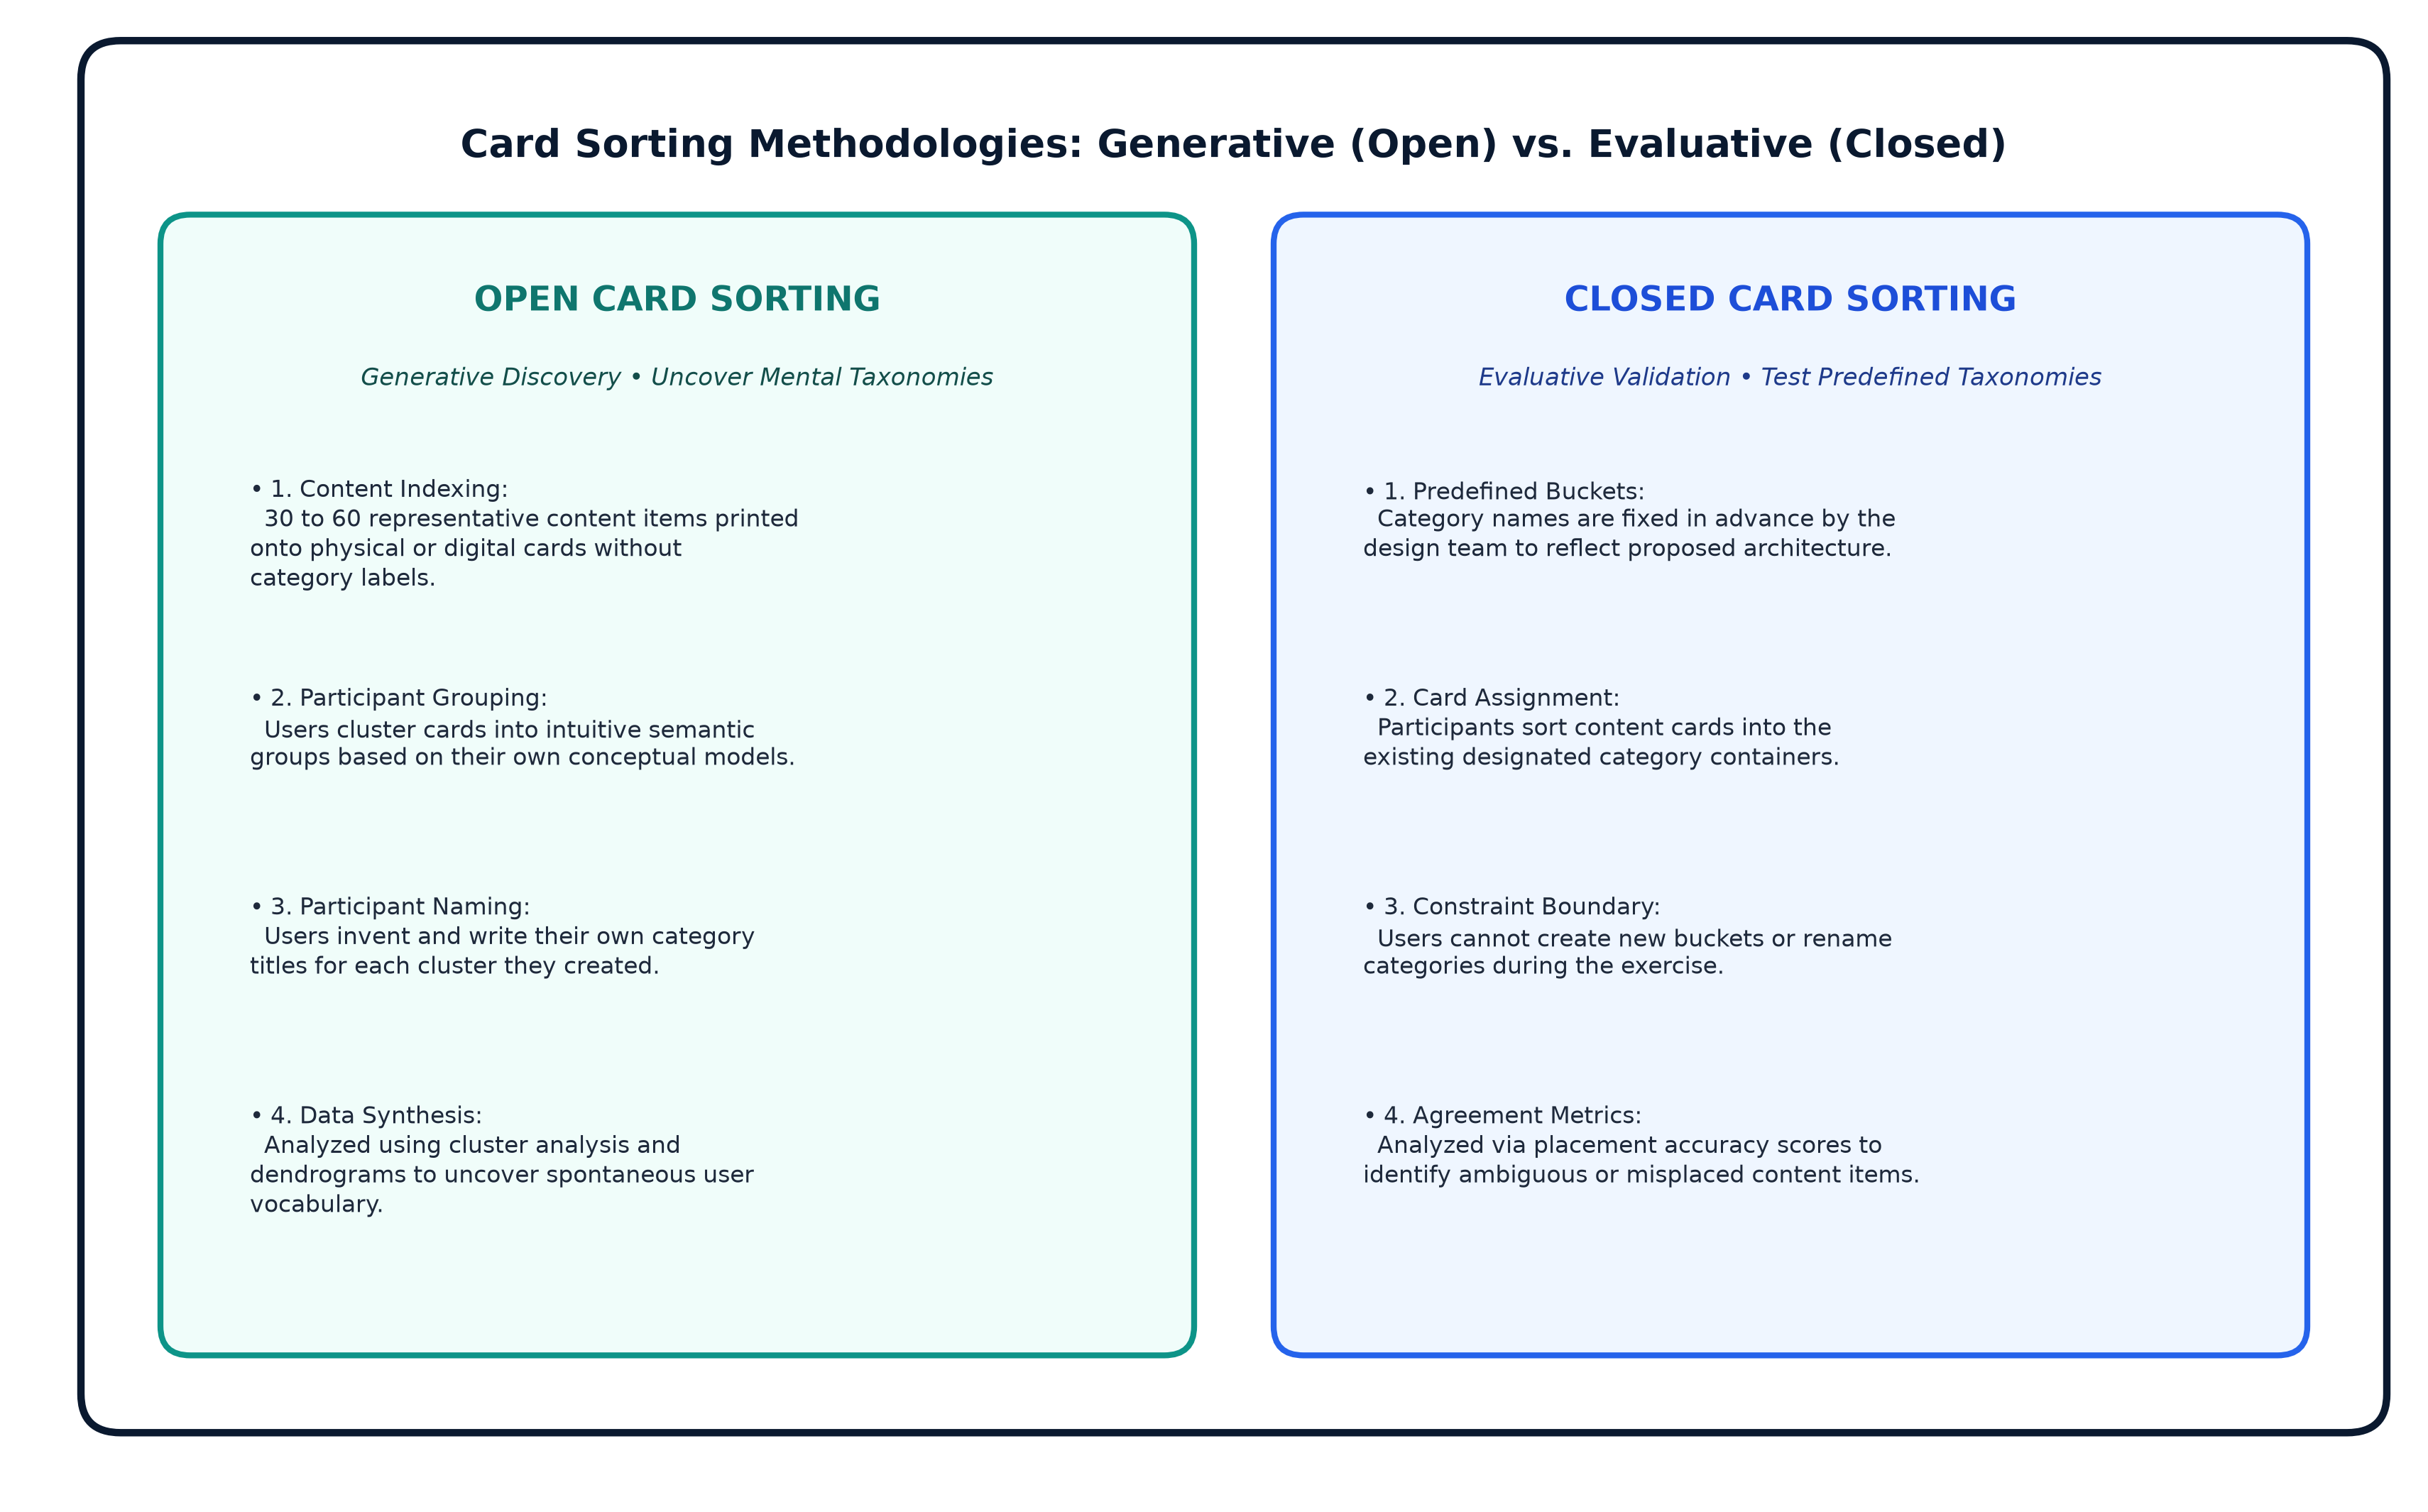 Card Sorting Methodologies: Generative (Open) vs. Evaluative (Closed)
OPEN CARD SORTING
Generative Discovery • Uncover Mental Taxonomies
• 1. Content Indexing:
30 to 60 representative content items printed
onto physical or digital cards without
category labels.
• 2. Participant Grouping:
Users cluster cards into intuitive semantic
groups based on their own conceptual models.
• 3. Participant Naming:
Users invent and write their own category
titles for each cluster they created.
• 4. Data Synthesis:
Analyzed using cluster analysis and
dendrograms to uncover spontaneous user
vocabulary.
CLOSED CARD SORTING
Evaluative Validation • Test Predefined Taxonomies
• 1. Predefined Buckets:
Category names are fixed in advance by the
design team to reflect proposed architecture.
• 2. Card Assignment:
Participants sort content cards into the
existing designated category containers.
• 3. Constraint Boundary:
Users cannot create new buckets or rename
categories during the exercise.
• 4. Agreement Metrics:
Analyzed via placement accuracy scores to
identify ambiguous or misplaced content items.